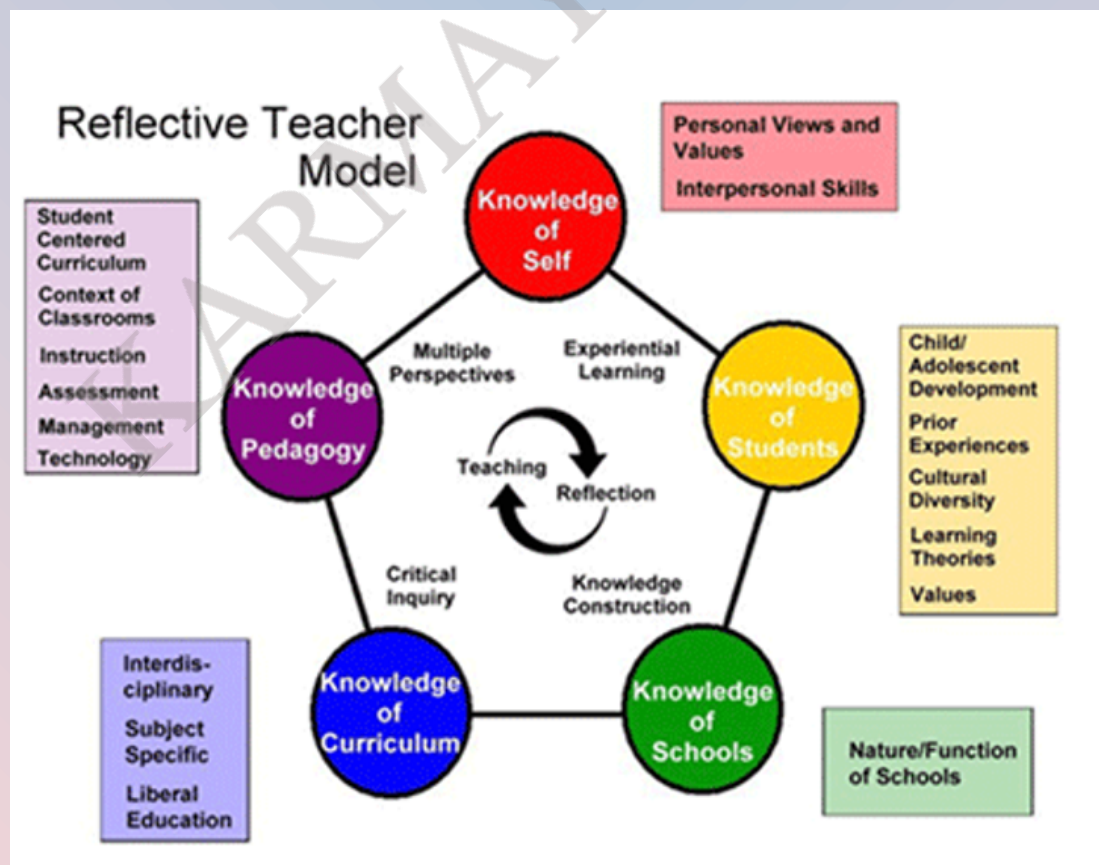 Reflective Teacher
Model
Personal Views and
Values
Interpersonal Skills
Knowledge
of
Self
Student
Centered
Curriculum
Context of
Classrooms
Instruction
Assessment
Management
Technology
Knowledge
of
Pedagogy
Multiple
Perspectives
Experiential
Learning
Knowledge
of
Students
Child/
Adolescent
Development
Prior
Experiences
Cultural
Diversity
Learning
Theories
Values
Teaching
Reflection
Critical
Inquiry
Knowledge
Construction
Interdis-
ciplinary
Subject
Specific
Liberal
Education
Knowledge
of
Curriculum
Knowledge
of
Schools
Nature/Function
of Schools
KARMAY